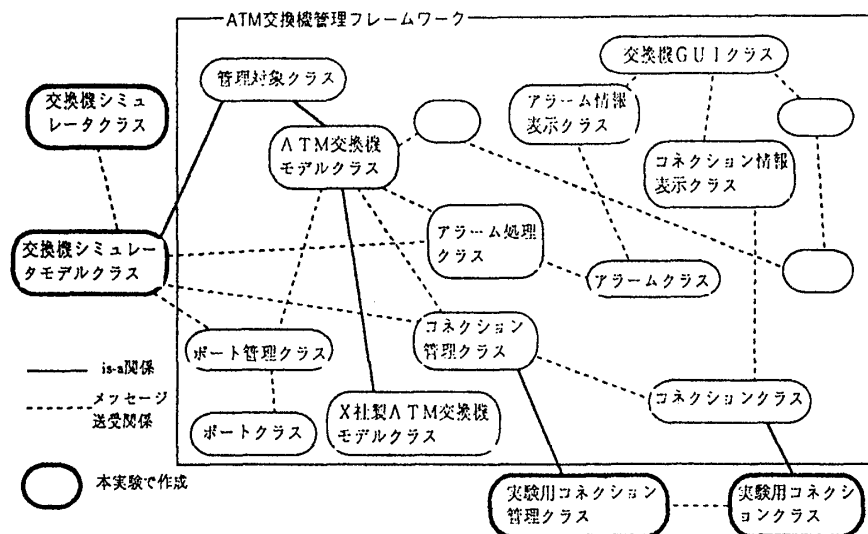 ATM交換機管理フレームワーク
管理対象クラス
交換機GUIクラス
交換機シミュ
レータクラス
アラーム情報
表示クラス
ATM交換機
モデルクラス
コネクション情報
表示クラス
交換機シミュレー
タモデルクラス
アラーム処理
クラス
アラームクラス
ポート管理クラス
コネクション
管理クラス
is-a関係
メッセージ
送受関係
ポートクラス
X社製ATM交換機
モデルクラス
コネクションクラス
本実験で作成
実験用コネクション
管理クラス
実験用コネクシ
ョンクラス